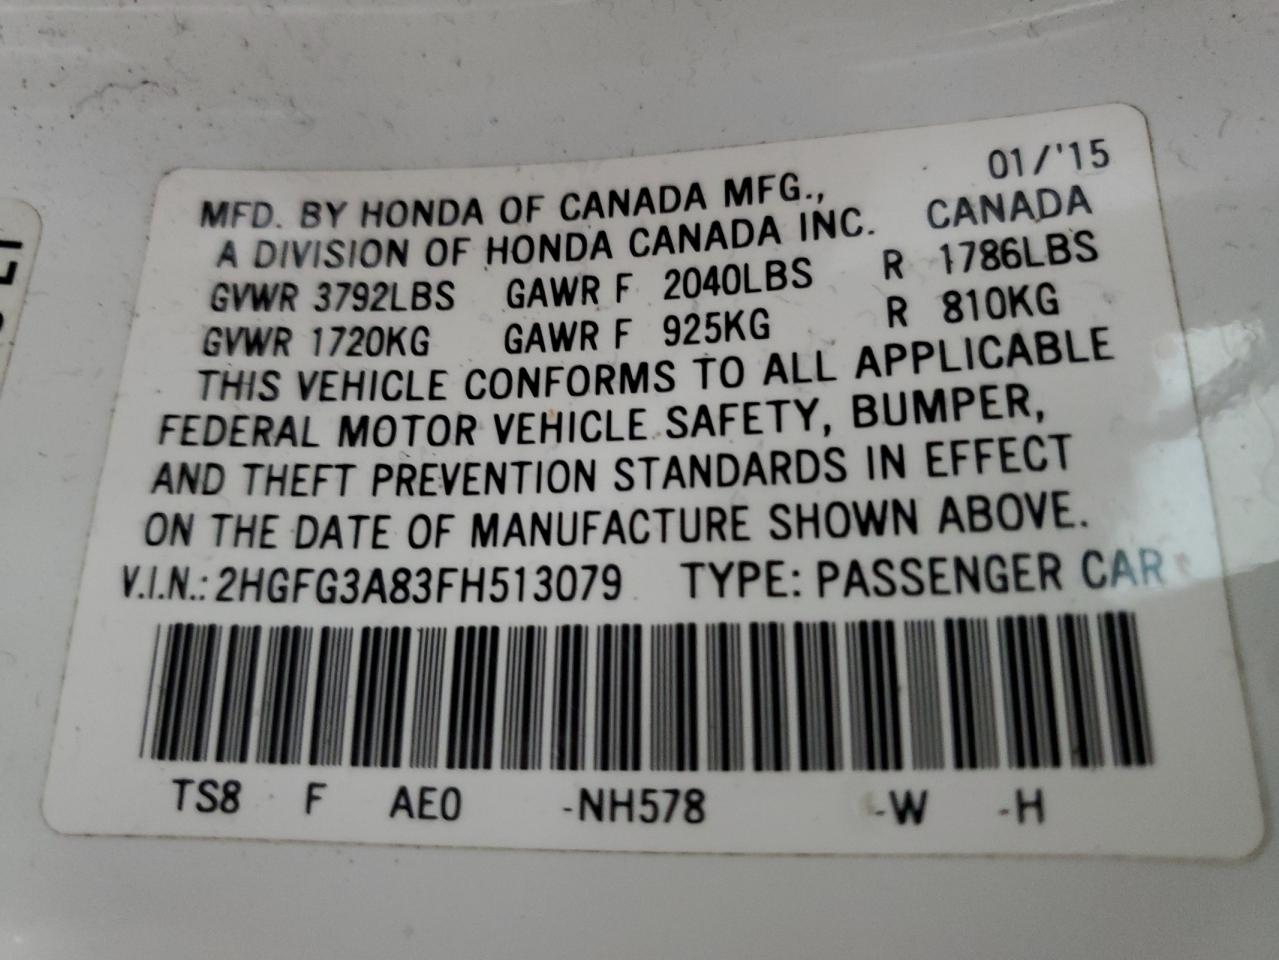 01/'15
MFD. BY HONDA OF CANADA MFG.,
A DIVISION OF HONDA CANADA INC. CANADA
GVWR 3792LBS GAWR F 2040LBS R 1786LBS
GVWR 1720KG GAWR F 925KG R 810KG
THIS VEHICLE CONFORMS TO ALL APPLICABLE
FEDERAL MOTOR VEHICLE SAFETY, BUMPER,
AND THEFT PREVENTION STANDARDS IN EFFECT
ON THE DATE OF MANUFACTURE SHOWN ABOVE.
V.I.N.: 2HGFG3A83FH513079 TYPE: PASSENGER CAR
TS8 F AE0 -NH578 -W -H